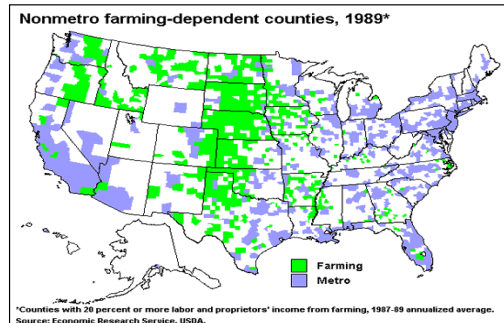 Nonmetro farming-dependent counties, 1989*
Farming
Metro
*Counties with 20 percent or more labor and proprietors' income from farming, 1987-89 annualized average.
Source: Economic Research Service, USDA.